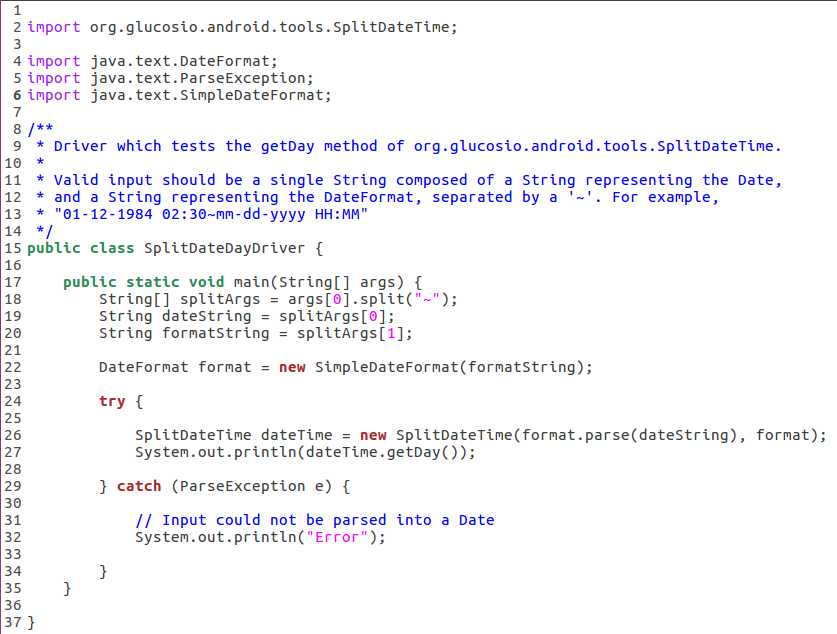 1
2 import org.glucosio.android.tools.SplitDateTime;
3
4 import java.text.DateFormat;
5 import java.text.ParseException;
6 import java.text.SimpleDateFormat;
7
8 /**
9  * Driver which tests the getDay method of org.glucosio.android.tools.SplitDateTime.
10  *
11  * Valid input should be a single String composed of a String representing the Date,
12  * and a String representing the DateFormat, separated by a '~'. For example,
13  * "01-12-1984 02:30~mm-dd-yyyy HH:MM"
14  */
15 public class SplitDateDayDriver {
16
17     public static void main(String[] args) {
18         String[] splitArgs = args[0].split("~");
19         String dateString = splitArgs[0];
20         String formatString = splitArgs[1];
21
22         DateFormat format = new SimpleDateFormat(formatString);
23
24         try {
25
26             SplitDateTime dateTime = new SplitDateTime(format.parse(dateString), format);
27             System.out.println(dateTime.getDay());
28
29         } catch (ParseException e) {
30
31             // Input could not be parsed into a Date
32             System.out.println("Error");
33
34         }
35     }
36
37 }